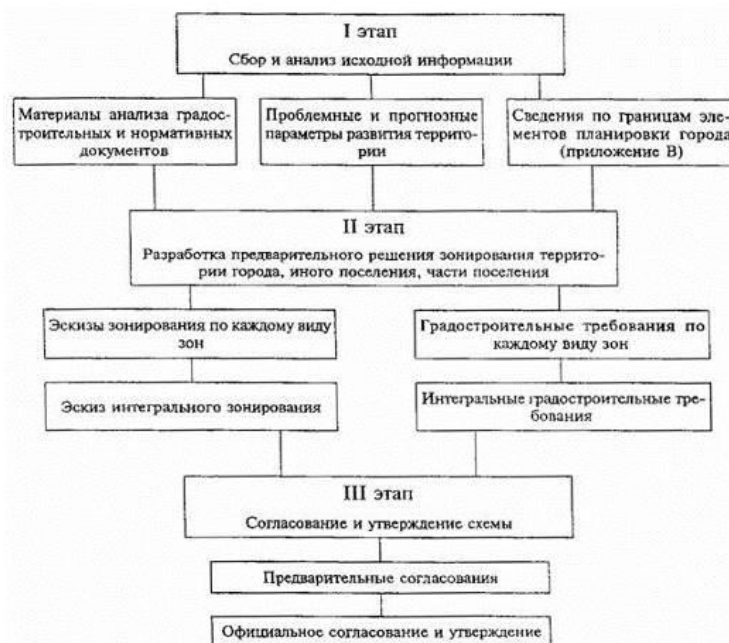 I этап
Сбор и анализ исходной информации
Материалы анализа градос-
троительных и нормативных
документов
Проблемные и прогнозные
параметры развития террито-
рии
Сведения по границам эле-
ментов планировки города
(приложение В)
II этап
Разработка предварительного решения зонирования террито-
рии города, иного поселения, части поселения
Эскизы зонирования по каждому виду
зон
Градостроительные требования по
каждому виду зон
Эскиз интегрального зонирования
Интегральные градостроительные тре-
бования
III этап
Согласование и утверждение схемы
Предварительные согласования
Официальное согласование и утверждение